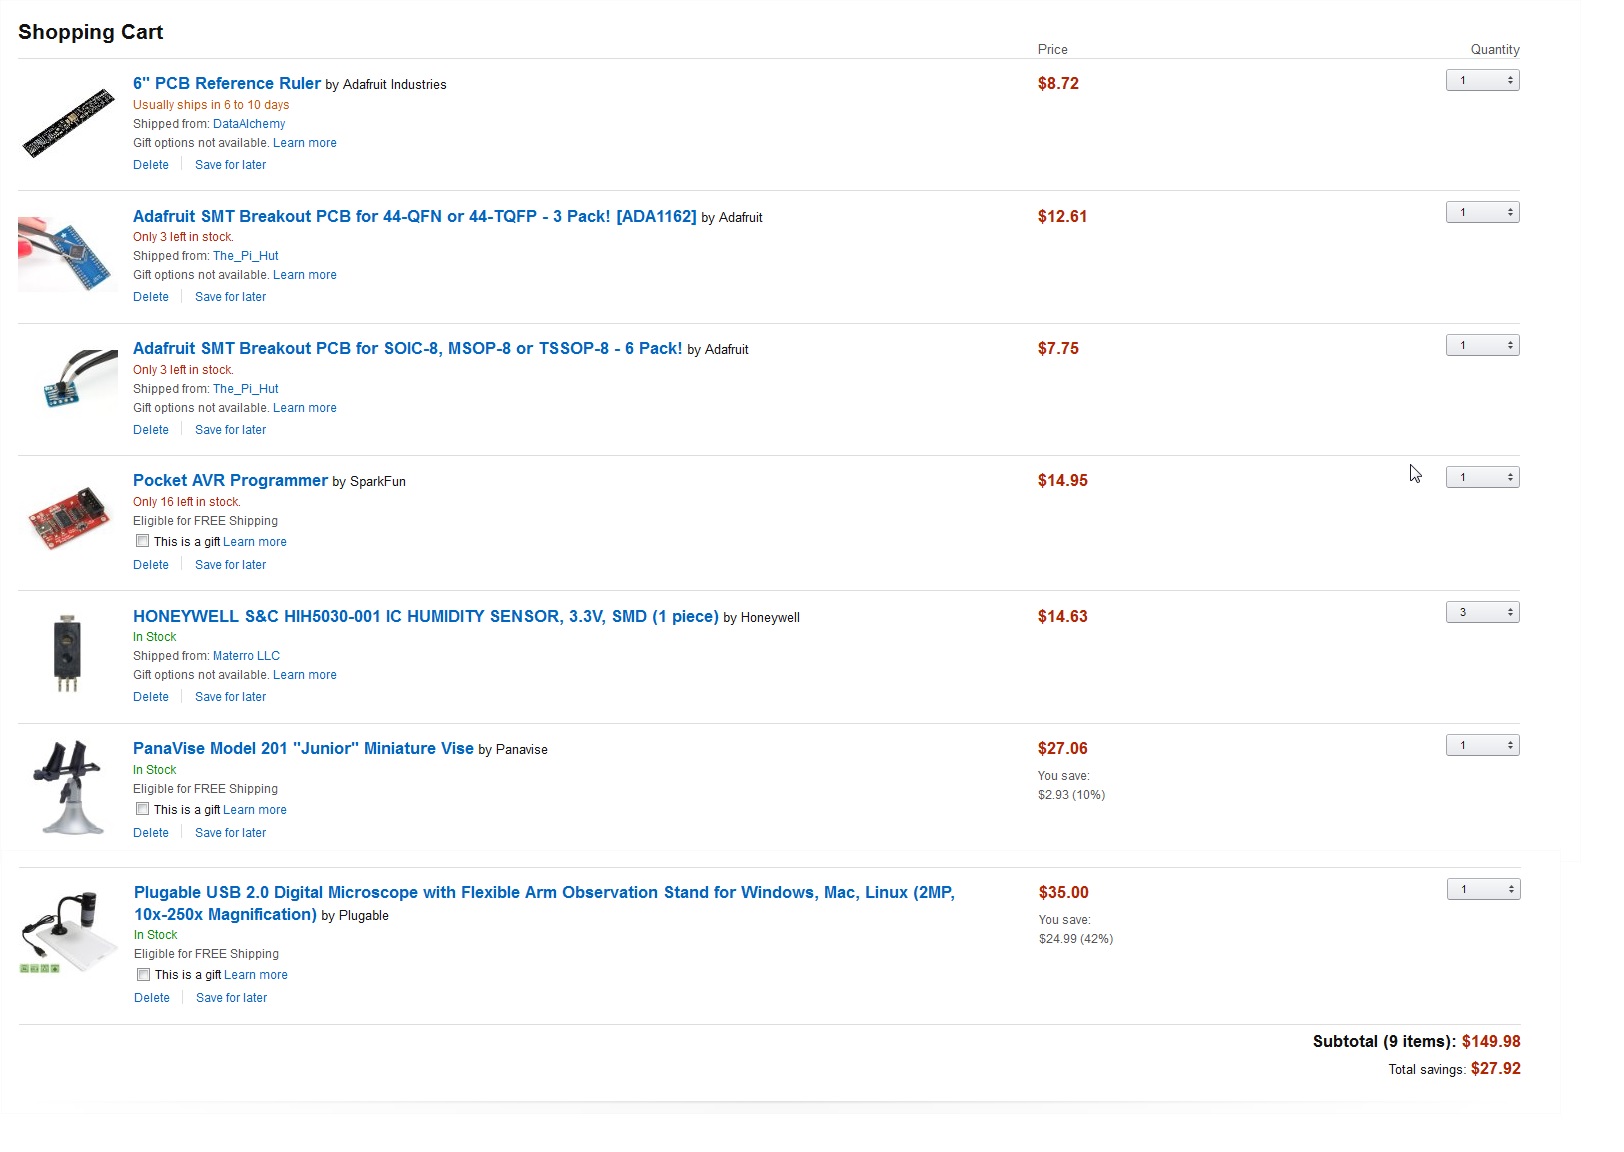 Shopping Cart
Price Quantity
6" PCB Reference Ruler by Adafruit Industries $8.72 1
Usually ships in 6 to 10 days
Shipped from: DataAlchemy
Gift options not available. Learn more
Delete Save for later
Adafruit SMT Breakout PCB for 44-QFN or 44-TQFP - 3 Pack! [ADA1162] by Adafruit $12.61 1
Only 3 left in stock.
Shipped from: The_Pi_Hut
Gift options not available. Learn more
Delete Save for later
Adafruit SMT Breakout PCB for SOIC-8, MSOP-8 or TSSOP-8 - 6 Pack! by Adafruit $7.75 1
Only 3 left in stock.
Shipped from: The_Pi_Hut
Gift options not available. Learn more
Delete Save for later
Pocket AVR Programmer by SparkFun $14.95 1
Only 16 left in stock.
Eligible for FREE Shipping
This is a gift Learn more
Delete Save for later
HONEYWELL S&C HIH5030-001 IC HUMIDITY SENSOR, 3.3V, SMD (1 piece) by Honeywell $14.63 3
In Stock
Shipped from: Materro LLC
Gift options not available. Learn more
Delete Save for later
PanaVise Model 201 "Junior" Miniature Vise by Panavise $27.06 1
In Stock You save:
Eligible for FREE Shipping $2.93 (10%)
This is a gift Learn more
Delete Save for later
Plugable USB 2.0 Digital Microscope with Flexible Arm Observation Stand for Windows, Mac, Linux (2MP, $35.00 1
10x-250x Magnification) by Plugable You save:
In Stock $24.99 (42%)
Eligible for FREE Shipping
This is a gift Learn more
Delete Save for later
Subtotal (9 items): $149.98
Total savings: $27.92